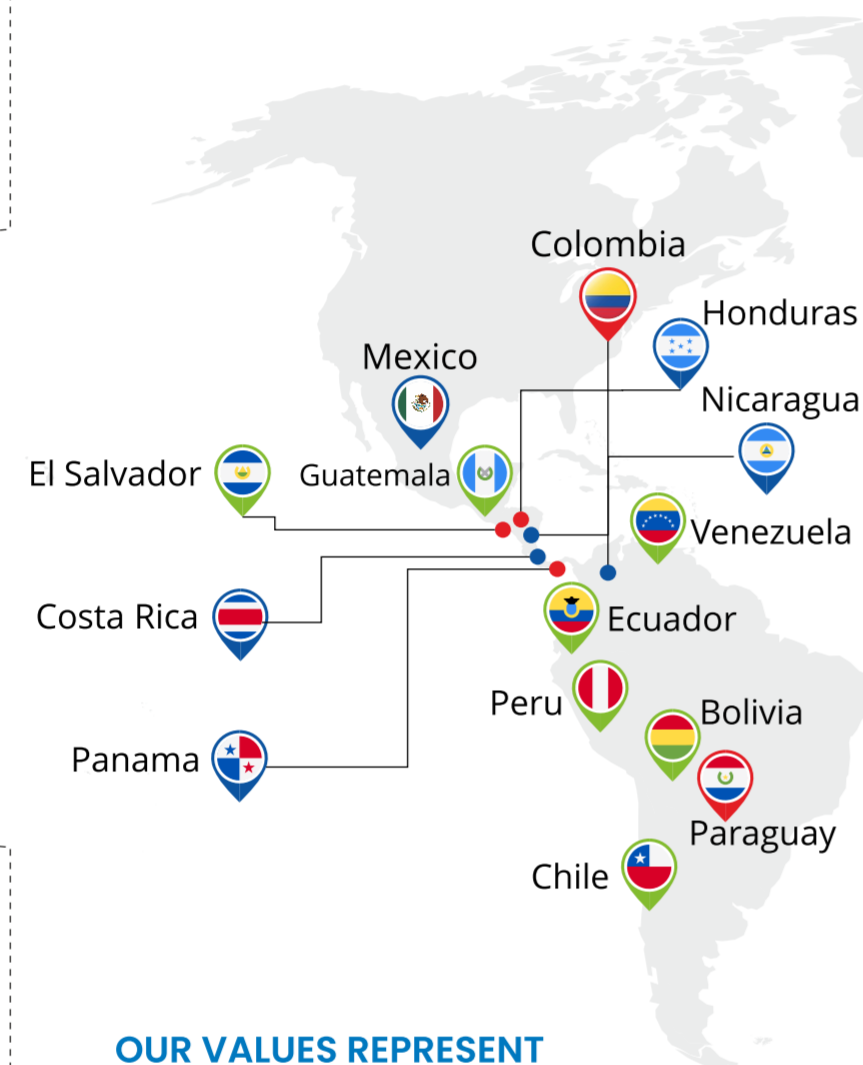 Colombia
Honduras
Mexico
Nicaragua
El Salvador
Guatemala
Venezuela
Costa Rica
Ecuador
Peru
Bolivia
Panama
Paraguay
Chile
OUR VALUES REPRESENT